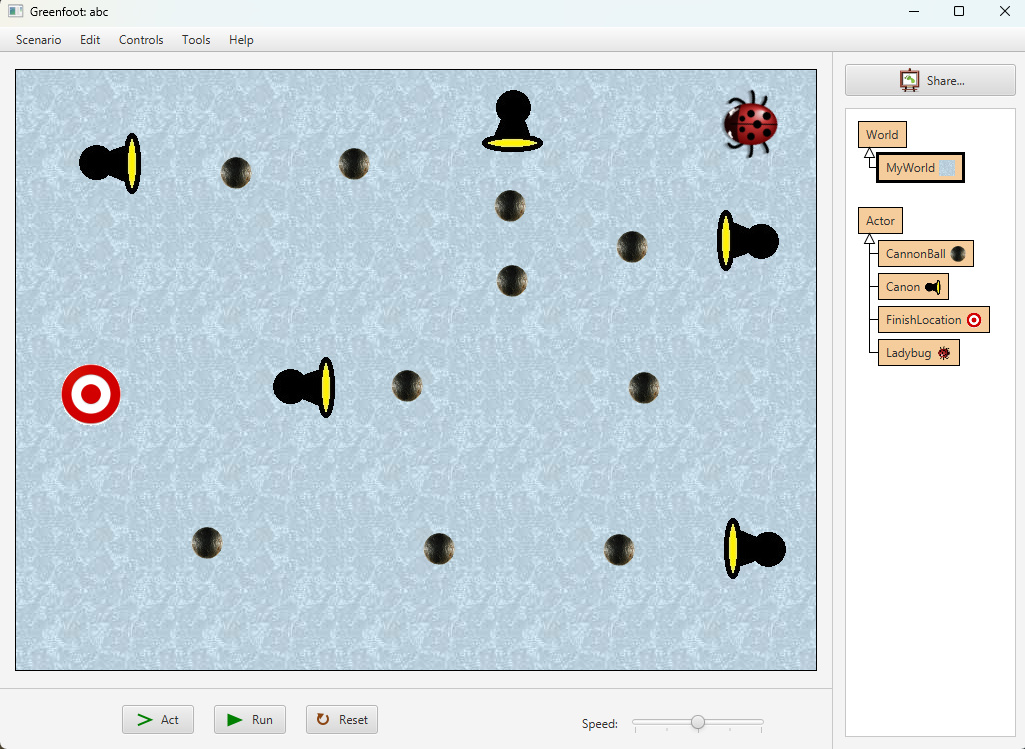 Greenfoot: abc
Scenario Edit Controls Tools Help
Share...
World
MyWorld
Actor
CannonBall
Canon
FinishLocation
Ladybug
Act Run Reset Speed: